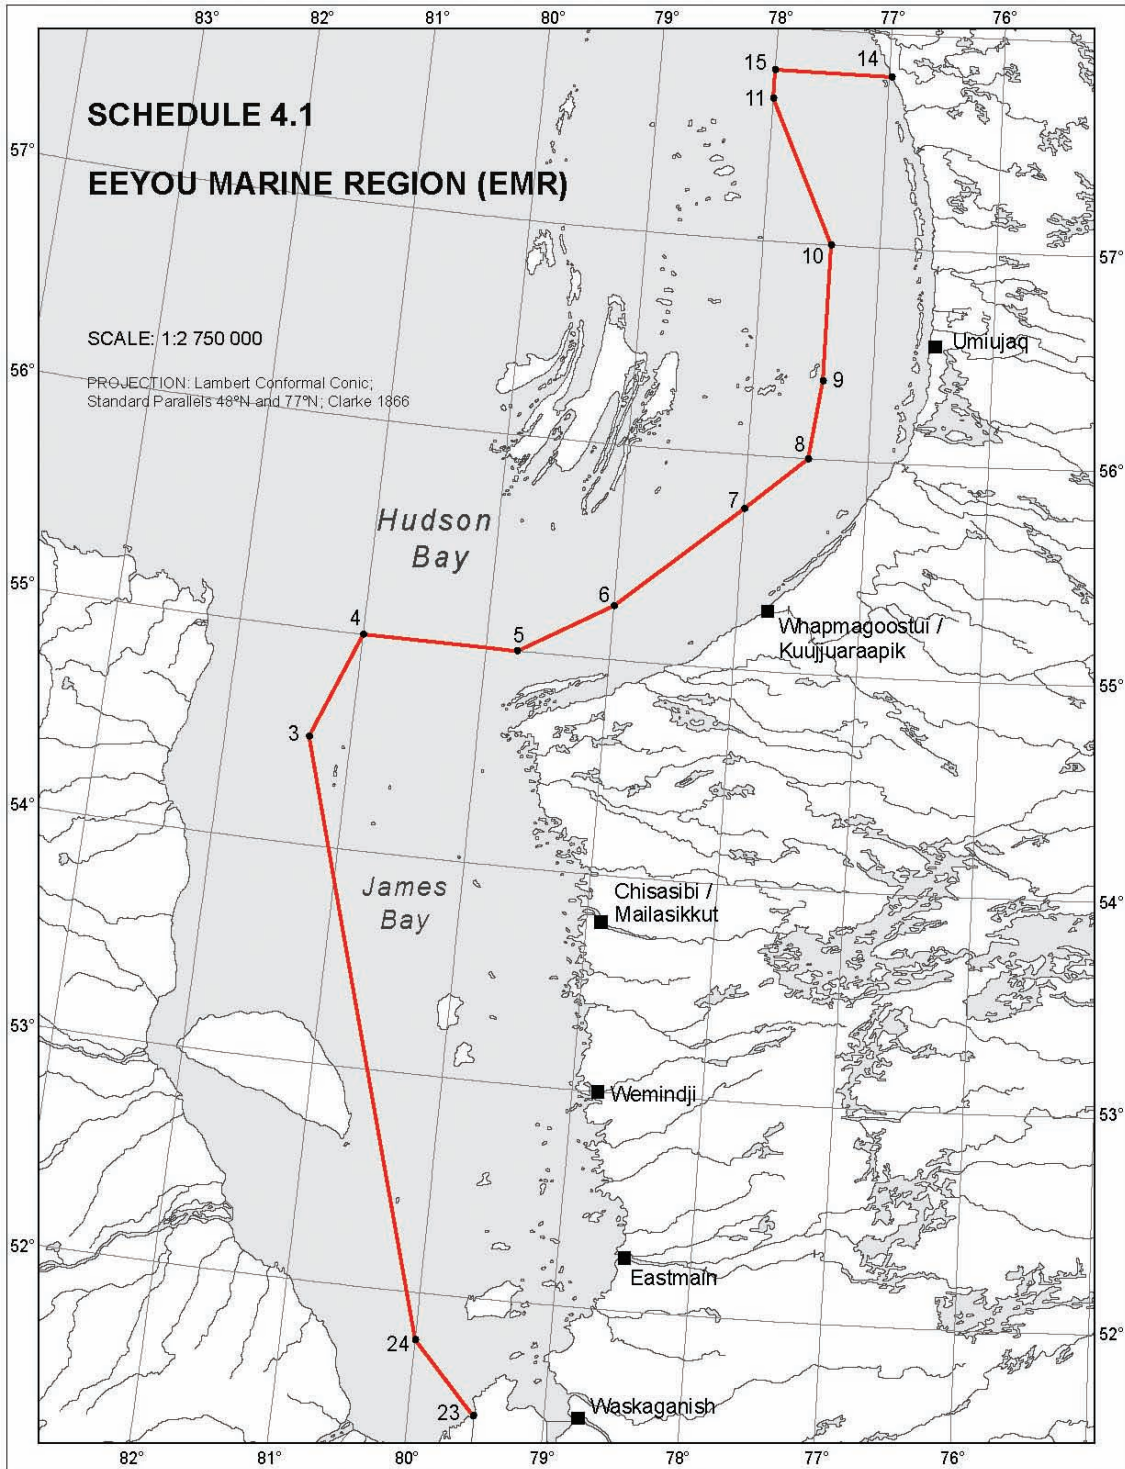 83° 82° 81° 80° 79° 78° 77° 76°
15 14
11
SCHEDULE 4.1
57°
EEYOU MARINE REGION (EMR)
10
57°
SCALE: 1:2 750 000
Umiujaq
56°
PROJECTION: Lambert Conformal Conic;
Standard Parallels 48°N and 77°N; Clarke 1866
9
8
56°
7
Hudson
Bay
55°
6
4
5
Whapmagoostui /
Kuujjuaraapik
55°
3
54°
James
Bay
Chisasibi /
Mailasikkut
54°
53°
Wemindji
53°
52°
Eastmain
52°
24
23
Waskaganish
82° 81° 80° 79° 78° 77° 76°